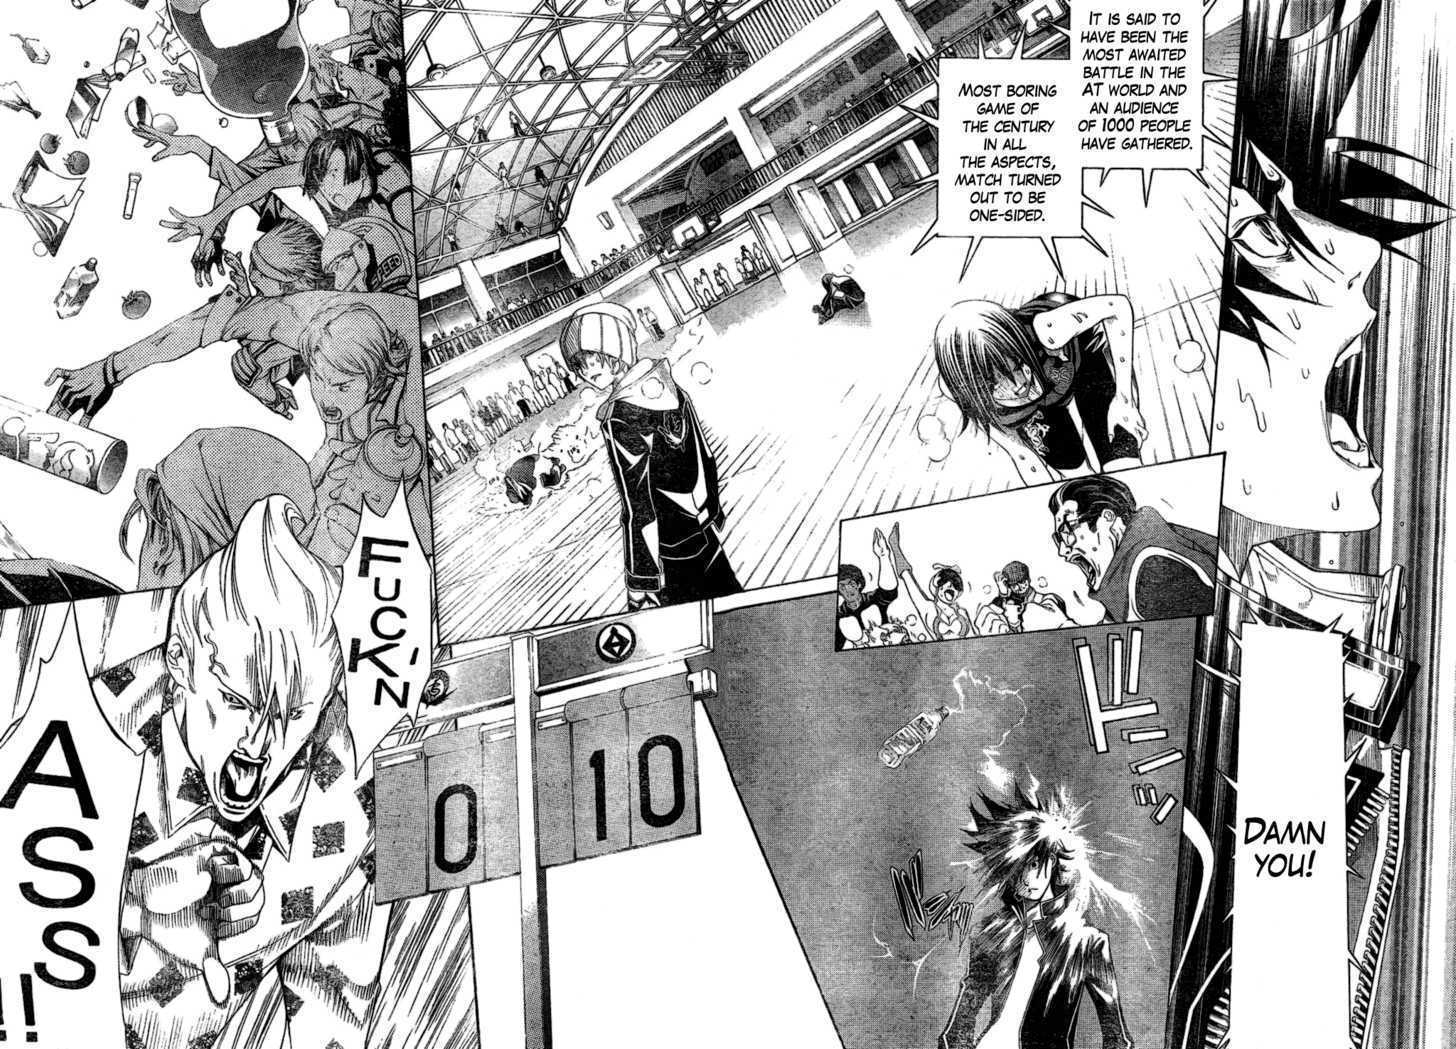 IT IS SAID TO
HAVE BEEN THE
MOST AWAITED
BATTLE IN THE
AT WORLD AND
AN AUDIENCE
OF 1000 PEOPLE
HAVE GATHERED.
MOST BORING
GAME OF
THE CENTURY
IN ALL
THE ASPECTS,
MATCH TURNED
OUT TO BE
ONE-SIDED.
DAMN
YOU!
0 10
FUCK'N
ASS
!!